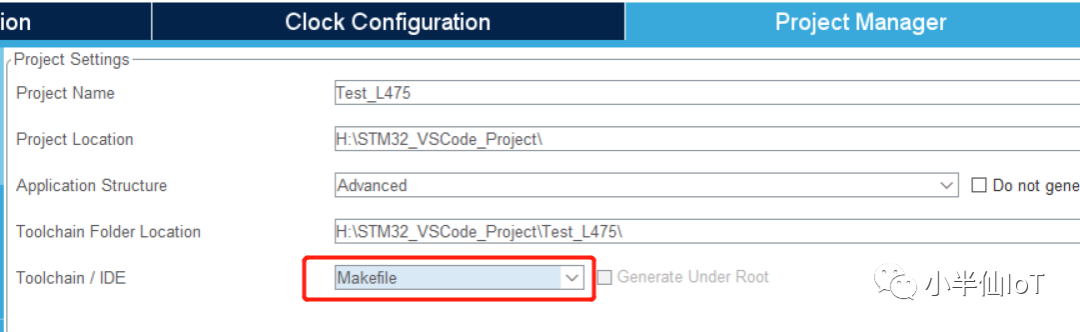 ion Clock Configuration Project Manager
Project Settings
Project Name Test_L475
Project Location H:\STM32_VSCode_Project\
Application Structure Advanced Do not gene
Toolchain Folder Location H:\STM32_VSCode_Project\Test_L475\
Toolchain / IDE Makefile Generate Under Root
小半仙IoT